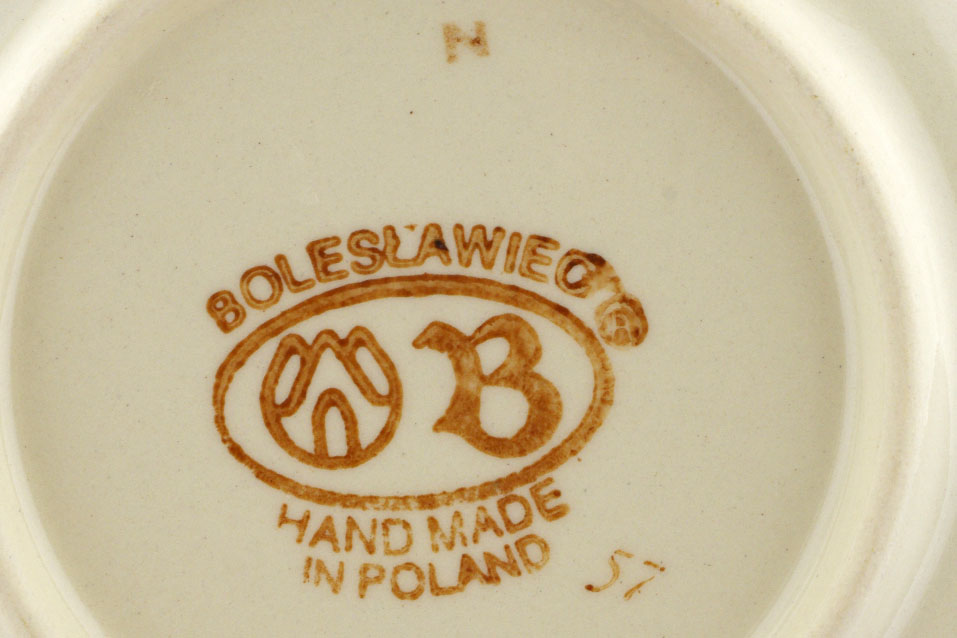 N
BOLESŁAWIEC ®
B
HAND MADE
IN POLAND
57